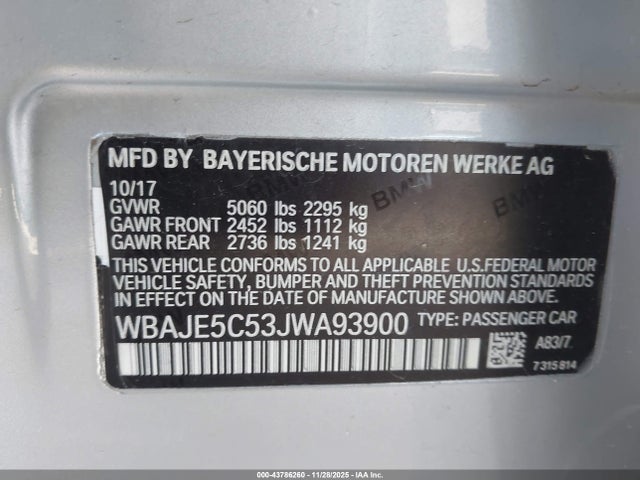 MFD BY BAYERISCHE MOTOREN WERKE AG
10/17
GVWR 5060 lbs 2295 kg
GAWR FRONT 2452 lbs 1112 kg
GAWR REAR 2736 lbs 1241 kg
THIS VEHICLE CONFORMS TO ALL APPLICABLE U.S.FEDERAL MOTOR
VEHICLE SAFETY, BUMPER AND THEFT PREVENTION STANDARDS
IN EFFECT ON THE DATE OF MANUFACTURE SHOWN ABOVE.
WBAJE5C53JWA93900 TYPE: PASSENGER CAR
A83/7.
7315814
BMW
BMW
000-43786260 - 11/28/2025 - IAAI Inc.